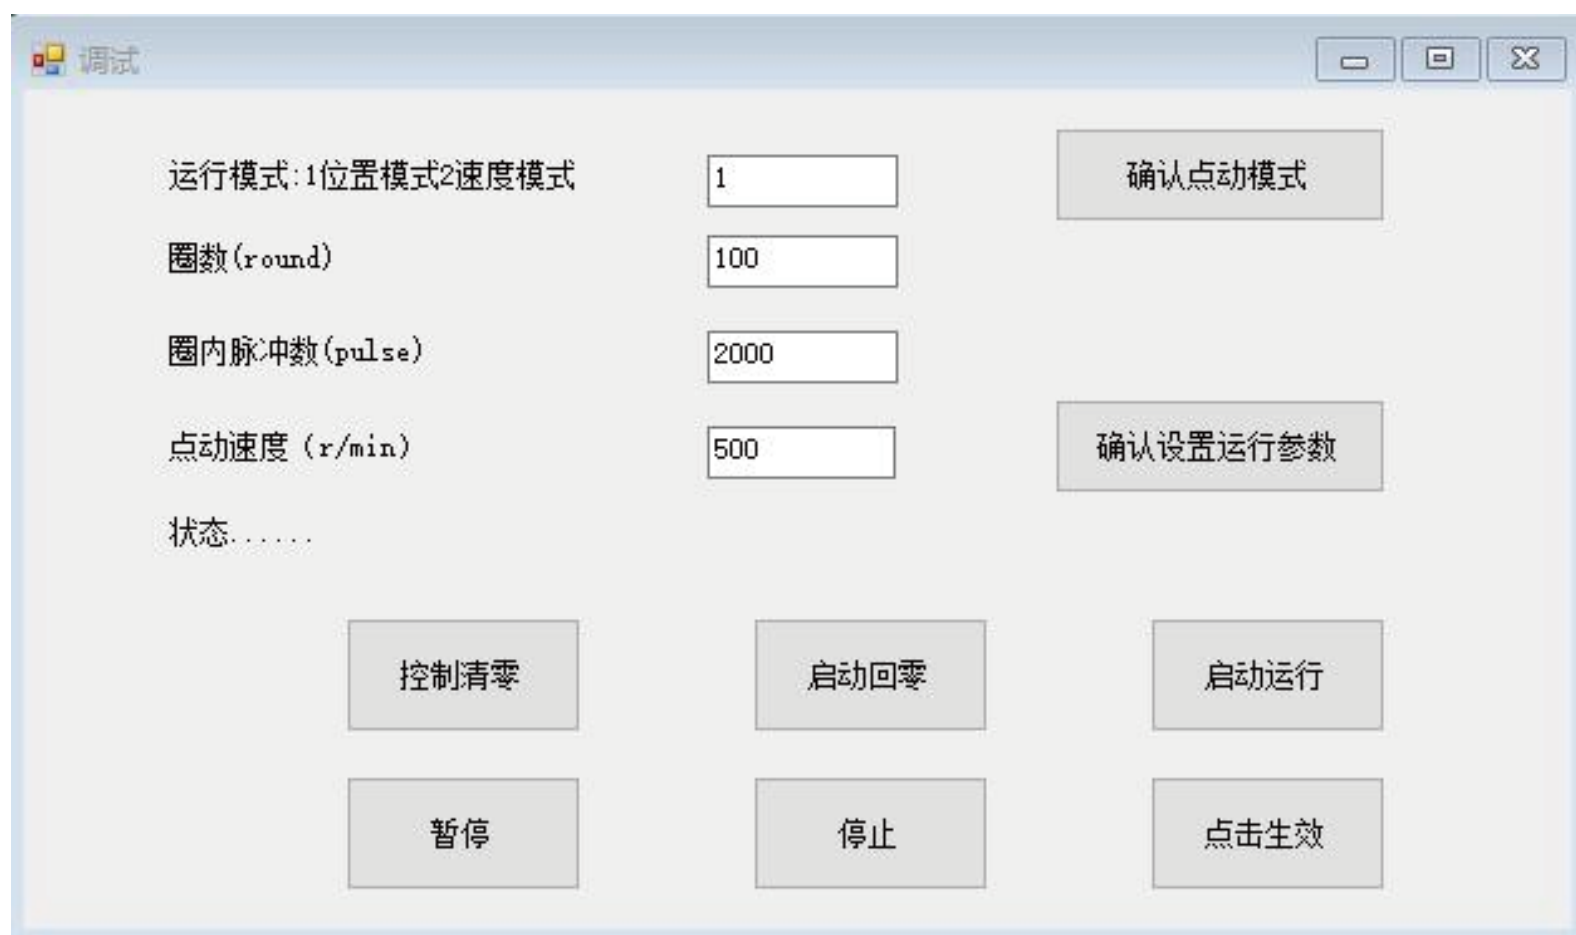 调试
运行模式:1位置模式2速度模式
1
确认点动模式
圈数(round)
100
圈内脉冲数(pulse)
2000
点动速度 (r/min)
500
确认设置运行参数
状态......
控制清零
启动回零
启动运行
暂停
停止
点击生效